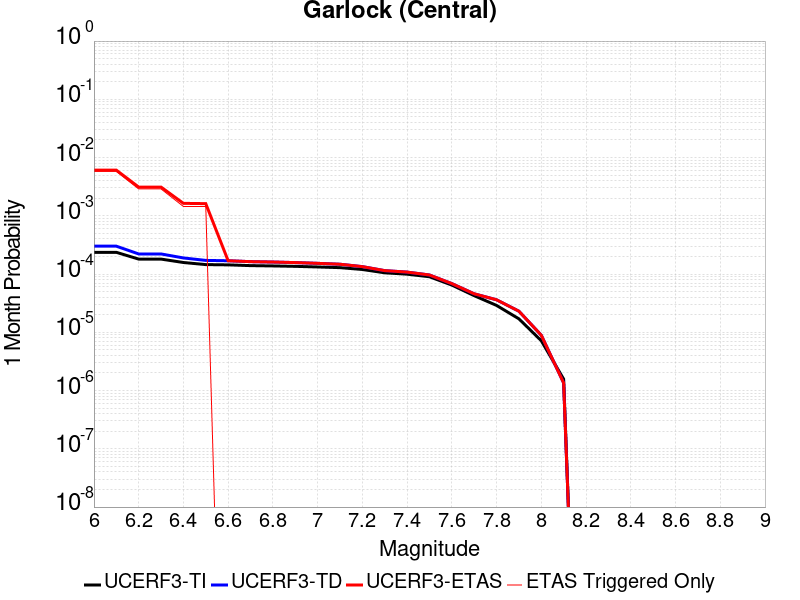 Garlock (Central)
1 Month Probability
10^0
10^-1
10^-2
10^-3
10^-4
10^-5
10^-6
10^-7
10^-8
6 6.2 6.4 6.6 6.8 7 7.2 7.4 7.6 7.8 8 8.2 8.4 8.6 8.8 9
Magnitude
UCERF3-TI UCERF3-TD UCERF3-ETAS ETAS Triggered Only